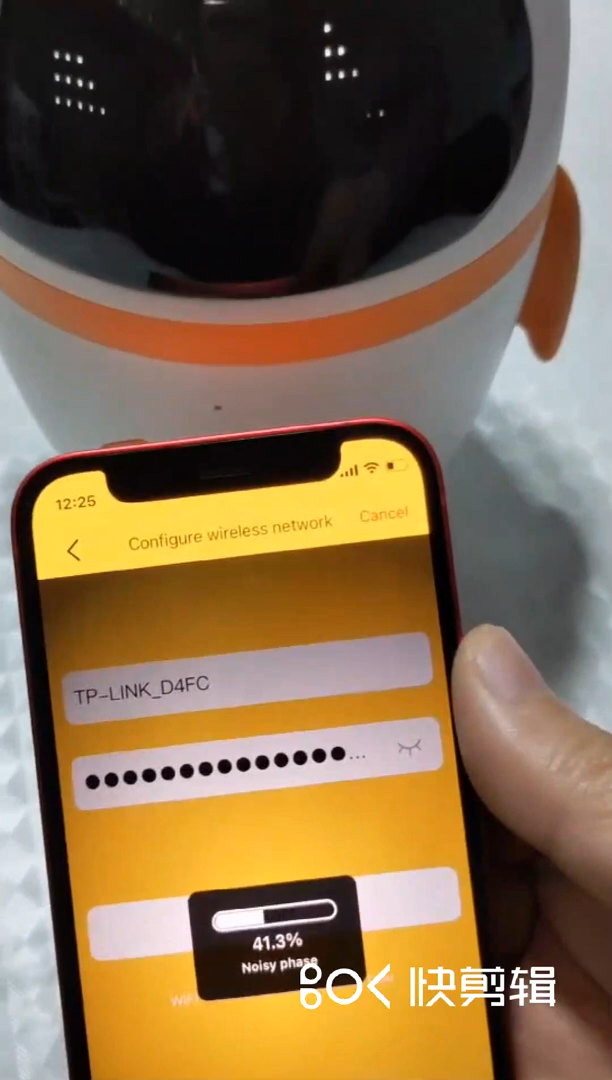 12:25
Configure wireless network
Cancel
TP-LINK_D4FC
41.3%
Noisy phase
快剪辑